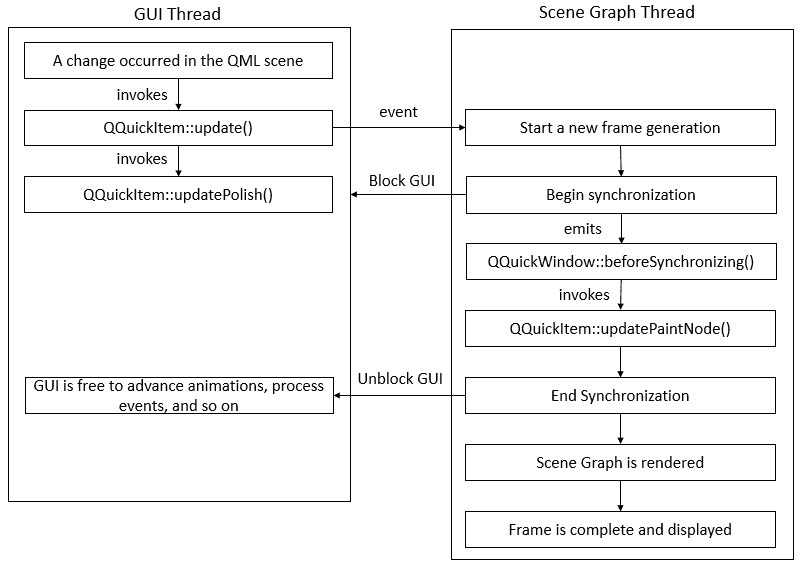 GUI Thread
Scene Graph Thread
A change occurred in the QML scene
invokes
QQuickItem::update()
event
Start a new frame generation
invokes
QQuickItem::updatePolish()
Block GUI
Begin synchronization
emits
QQuickWindow::beforeSynchronizing()
invokes
QQuickItem::updatePaintNode()
Unblock GUI
GUI is free to advance animations, process
events, and so on
End Synchronization
Scene Graph is rendered
Frame is complete and displayed